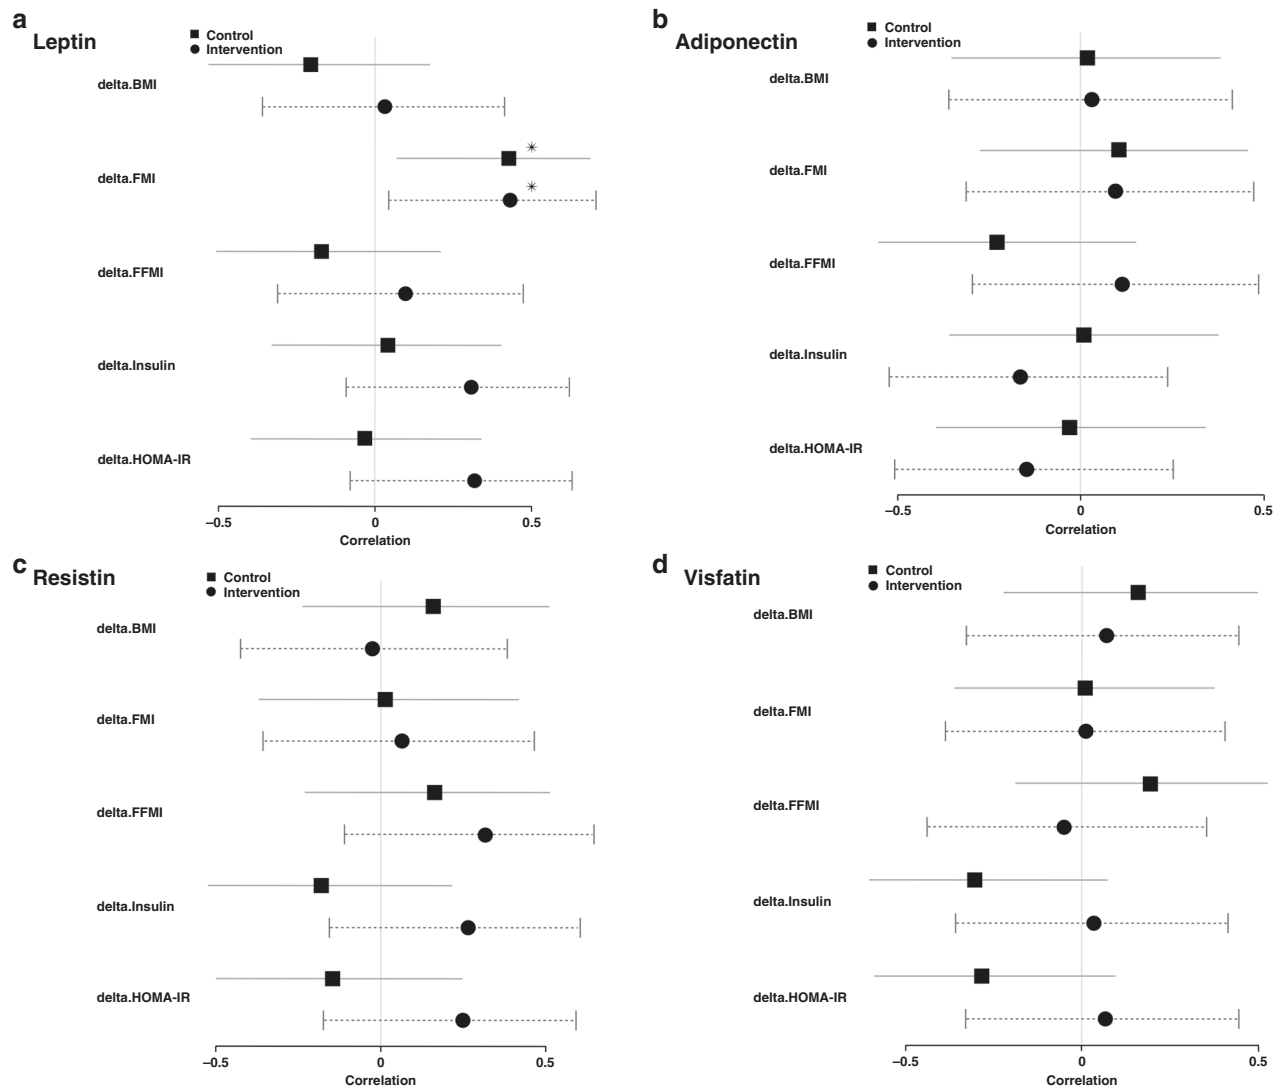 a
Leptin
Control
Intervention
delta.BMI
delta.FMI
*
*
delta.FFMI
delta.Insulin
delta.HOMA-IR
–0.5 0 0.5
Correlation
b
Adiponectin
Control
Intervention
delta.BMI
delta.FMI
delta.FFMI
delta.Insulin
delta.HOMA-IR
–0.5 0 0.5
Correlation
c
Resistin
Control
Intervention
delta.BMI
delta.FMI
delta.FFMI
delta.Insulin
delta.HOMA-IR
–0.5 0 0.5
Correlation
d
Visfatin
Control
Intervention
delta.BMI
delta.FMI
delta.FFMI
delta.Insulin
delta.HOMA-IR
–0.5 0 0.5
Correlation